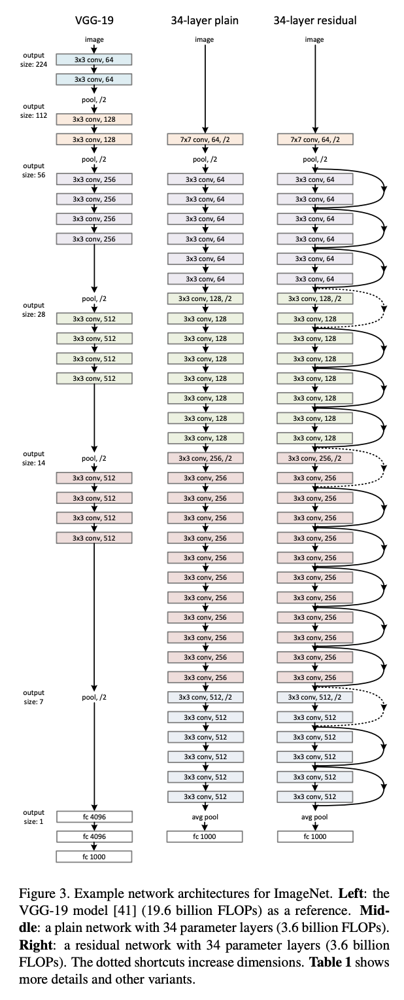 output
size: 224
output
size: 112
output
size: 56
output
size: 28
output
size: 14
output
size: 7
output
size: 1
VGG-19
image
3x3 conv, 64
3x3 conv, 64
pool, /2
3x3 conv, 128
3x3 conv, 128
pool, /2
3x3 conv, 256
3x3 conv, 256
3x3 conv, 256
3x3 conv, 256
pool, /2
3x3 conv, 512
3x3 conv, 512
3x3 conv, 512
3x3 conv, 512
pool, /2
3x3 conv, 512
3x3 conv, 512
3x3 conv, 512
3x3 conv, 512
pool, /2
fc 4096
fc 4096
fc 1000
34-layer plain
image
7x7 conv, 64, /2
pool, /2
3x3 conv, 64
3x3 conv, 64
3x3 conv, 64
3x3 conv, 64
3x3 conv, 64
3x3 conv, 64
3x3 conv, 128, /2
3x3 conv, 128
3x3 conv, 128
3x3 conv, 128
3x3 conv, 128
3x3 conv, 128
3x3 conv, 128
3x3 conv, 128
3x3 conv, 256, /2
3x3 conv, 256
3x3 conv, 256
3x3 conv, 256
3x3 conv, 256
3x3 conv, 256
3x3 conv, 256
3x3 conv, 256
3x3 conv, 256
3x3 conv, 256
3x3 conv, 256
3x3 conv, 256
3x3 conv, 512, /2
3x3 conv, 512
3x3 conv, 512
3x3 conv, 512
3x3 conv, 512
3x3 conv, 512
avg pool
fc 1000
34-layer residual
image
7x7 conv, 64, /2
pool, /2
3x3 conv, 64
3x3 conv, 64
3x3 conv, 64
3x3 conv, 64
3x3 conv, 64
3x3 conv, 64
3x3 conv, 128, /2
3x3 conv, 128
3x3 conv, 128
3x3 conv, 128
3x3 conv, 128
3x3 conv, 128
3x3 conv, 128
3x3 conv, 128
3x3 conv, 256, /2
3x3 conv, 256
3x3 conv, 256
3x3 conv, 256
3x3 conv, 256
3x3 conv, 256
3x3 conv, 256
3x3 conv, 256
3x3 conv, 256
3x3 conv, 256
3x3 conv, 256
3x3 conv, 256
3x3 conv, 512, /2
3x3 conv, 512
3x3 conv, 512
3x3 conv, 512
3x3 conv, 512
3x3 conv, 512
avg pool
fc 1000
Figure 3. Example network architectures for ImageNet. Left: the
VGG-19 model [41] (19.6 billion FLOPs) as a reference. Mid-
dle: a plain network with 34 parameter layers (3.6 billion FLOPs).
Right: a residual network with 34 parameter layers (3.6 billion
FLOPs). The dotted shortcuts increase dimensions. Table 1 shows
more details and other variants.